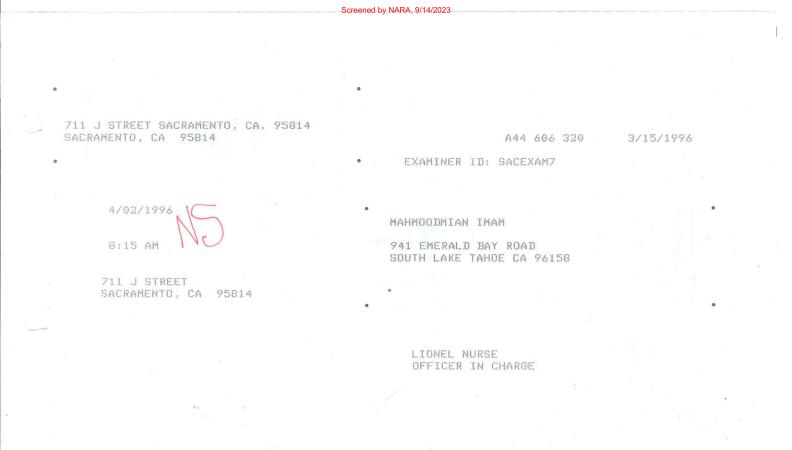 Screened by NARA, 9/14/2023
711 J STREET SACRAMENTO, CA. 95814
SACRAMENTO, CA 95814
A44 606 320 3/15/1996
EXAMINER ID: SACEXAM7
4/02/1996
NS
8:15 AM
MAHMOODMIAN IMAM
941 EMERALD BAY ROAD
SOUTH LAKE TAHOE CA 96158
711 J STREET
SACRAMENTO, CA 95814
LIONEL NURSE
OFFICER IN CHARGE